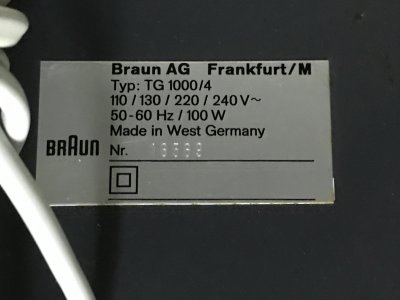 Braun AG Frankfurt/M
Typ: TG 1000/4
110 / 130 / 220 / 240 V~
50-60 Hz / 100 W
Made in West Germany
BRAUN Nr.